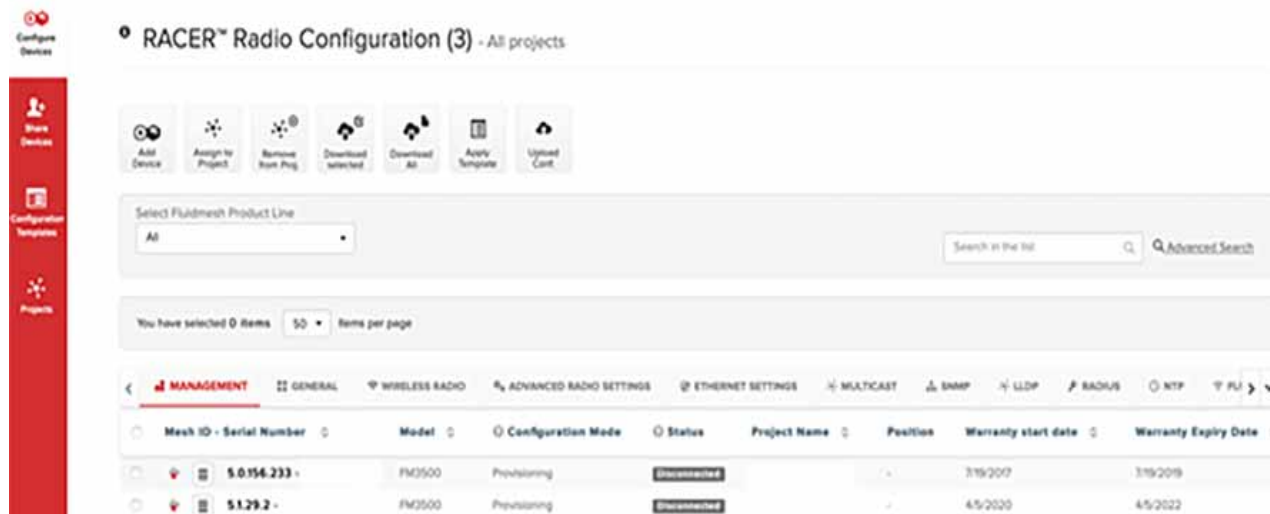 Configure
Devices
Share
Devices
Configuration
Templates
Projects
RACER™ Radio Configuration (3) - All projects
Add
Device
Assign to
Project
Remove
from Proj.
Download
selected
Download
All
Apply
Template
Upload
Conf.
Select Fluidmesh Product Line
All
Search in the list
Advanced Search
You have selected 0 items 50 items per page
MANAGEMENT GENERAL WIRELESS RADIO ADVANCED RADIO SETTINGS ETHERNET SETTINGS MULTICAST SNMP LLDP RADIUS NTP
Mesh ID - Serial Number Model Configuration Mode Status Project Name Position Warranty start date Warranty Expiry Date
5.0.156.233 - FM3500 Provisioning Disconnected - 7/19/2017 7/19/2019
5.1.29.2 - FM3500 Provisioning Disconnected - 4/5/2020 4/5/2022